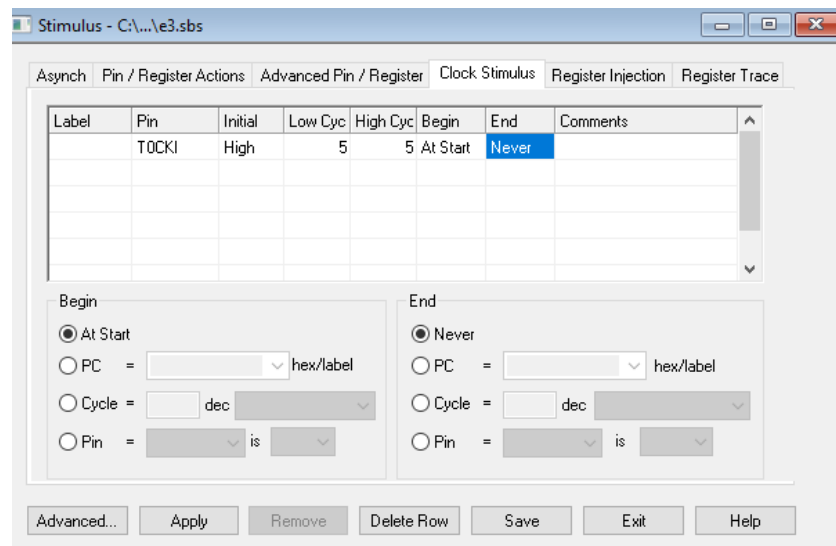 Stimulus - C:\...\e3.sbs
Asynch Pin / Register Actions Advanced Pin / Register Clock Stimulus Register Injection Register Trace
Label Pin Initial Low Cyc High Cyc Begin End Comments
T0CKI High 5 5 At Start Never
Begin End
At Start Never
PC = hex/label PC = hex/label
Cycle = dec Cycle = dec
Pin = is Pin = is
Advanced... Apply Remove Delete Row Save Exit Help